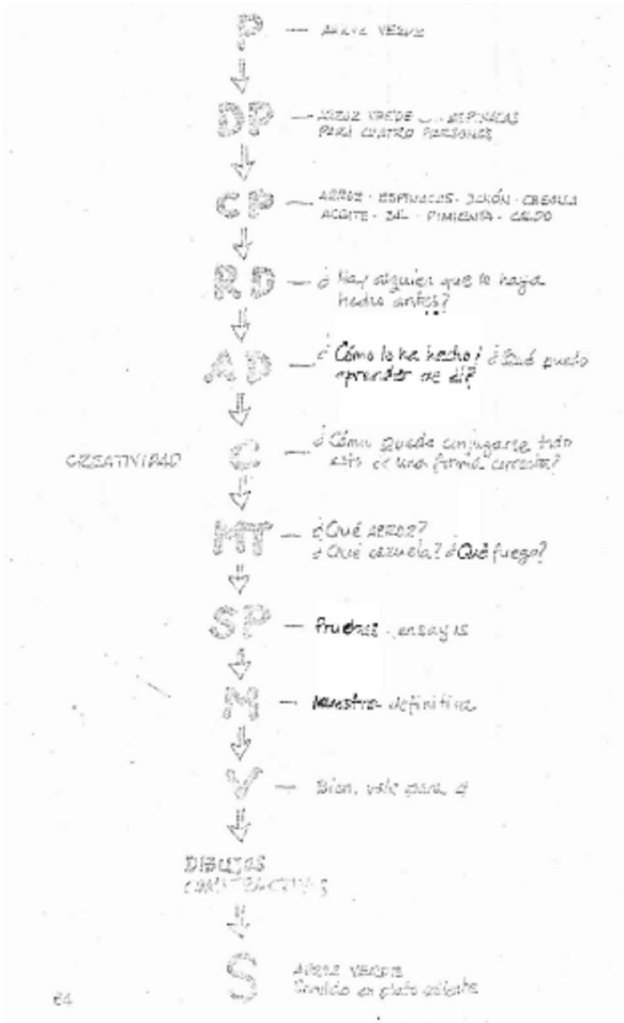 P — ARROZ VERDE
DP — ARROZ VERDE ... ESPINACAS
PARA CUATRO PERSONAS
CP — ARROZ - ESPINACAS - JAMÓN - CEBOLLA
ACEITE - SAL - PIMIENTA - CALDO
RD — ¿Hay alguien que lo haya
hecho antes?
AD — ¿Cómo lo ha hecho? ¿Qué puedo
aprender de él?
CREATIVIDAD C — ¿Cómo puede conjugarse todo
esto de una forma correcta?
MT — ¿Qué ARROZ?
¿Qué cazuela? ¿Qué fuego?
SP — Pruebas, ensayos
M — Muestra definitiva
V — Bien, vale para 4
DIBUJOS
CONSTRUCTIVOS
S ARROZ VERDE
Servido en plato caliente
64